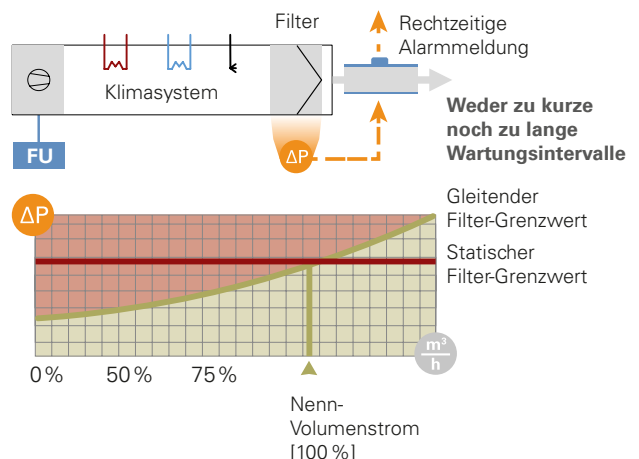 Filter
Rechtzeitige
Alarmmeldung
Klimasystem
Weder zu kurze
noch zu lange
Wartungsintervalle
FU
ΔP
ΔP
Gleitender
Filter-Grenzwert
Statischer
Filter-Grenzwert
m³
h
0 % 50 % 75 %
Nenn-
Volumenstrom
[100 %]